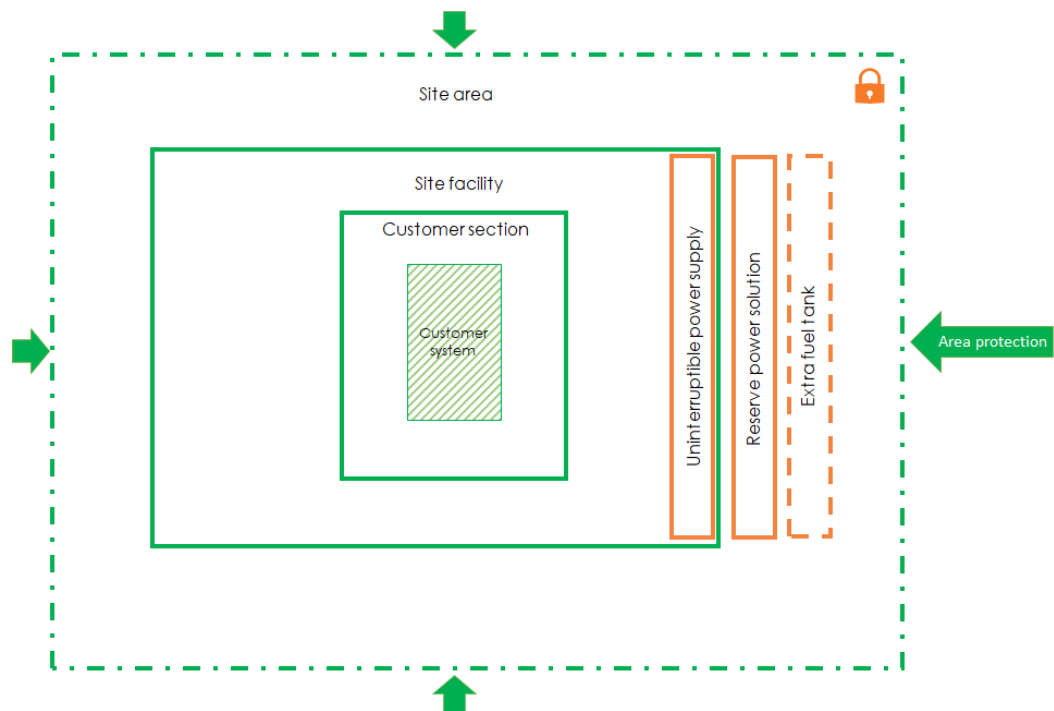 Site area
Site facility
Customer section
Customer
system
Uninterruptible power supply
Reserve power solution
Extra fuel tank
Area protection